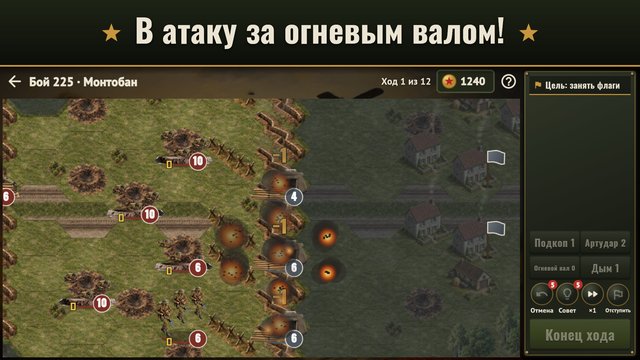 В атаку за огневым валом!
Бой 225 · Монтобан
Ход 1 из 12
1240
?
Цель: занять флаги
10
-1
6
4
10
-1
6
6
10
6
Подкоп 1
Артудар 2
Огневой вал 0
Дым 1
5
5
Отмена
Совет
×1
Отступить
Конец хода